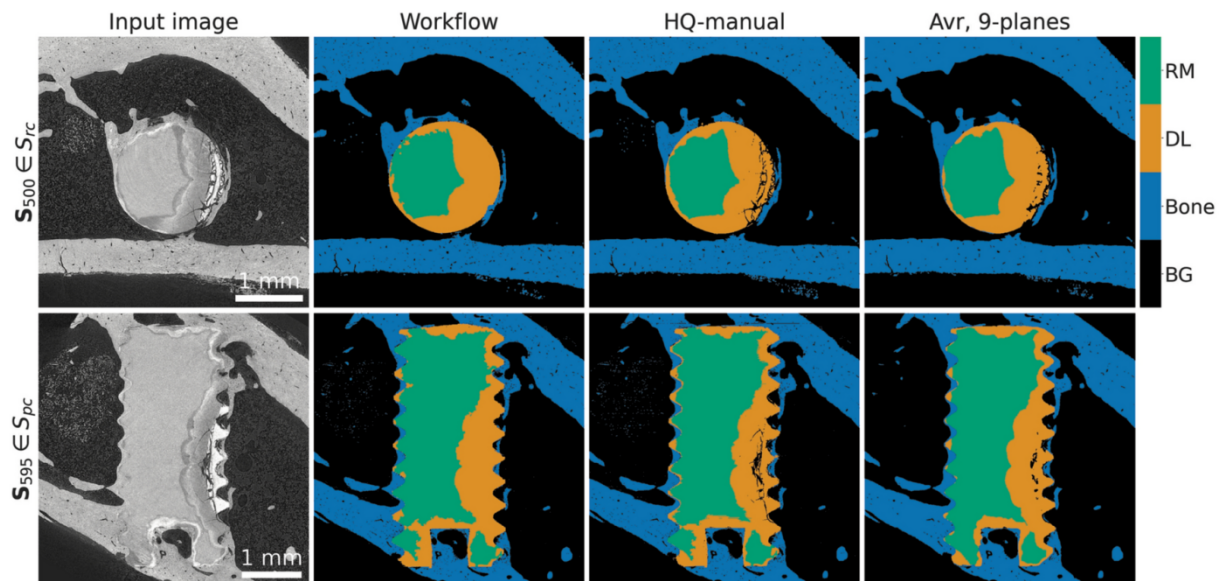 Input image
Workflow
HQ-manual
Avr, 9-planes
S₅₀₀ ∈ Sᵣc
1 mm
RM
DL
Bone
BG
S₅₉₅ ∈ Spc
1 mm